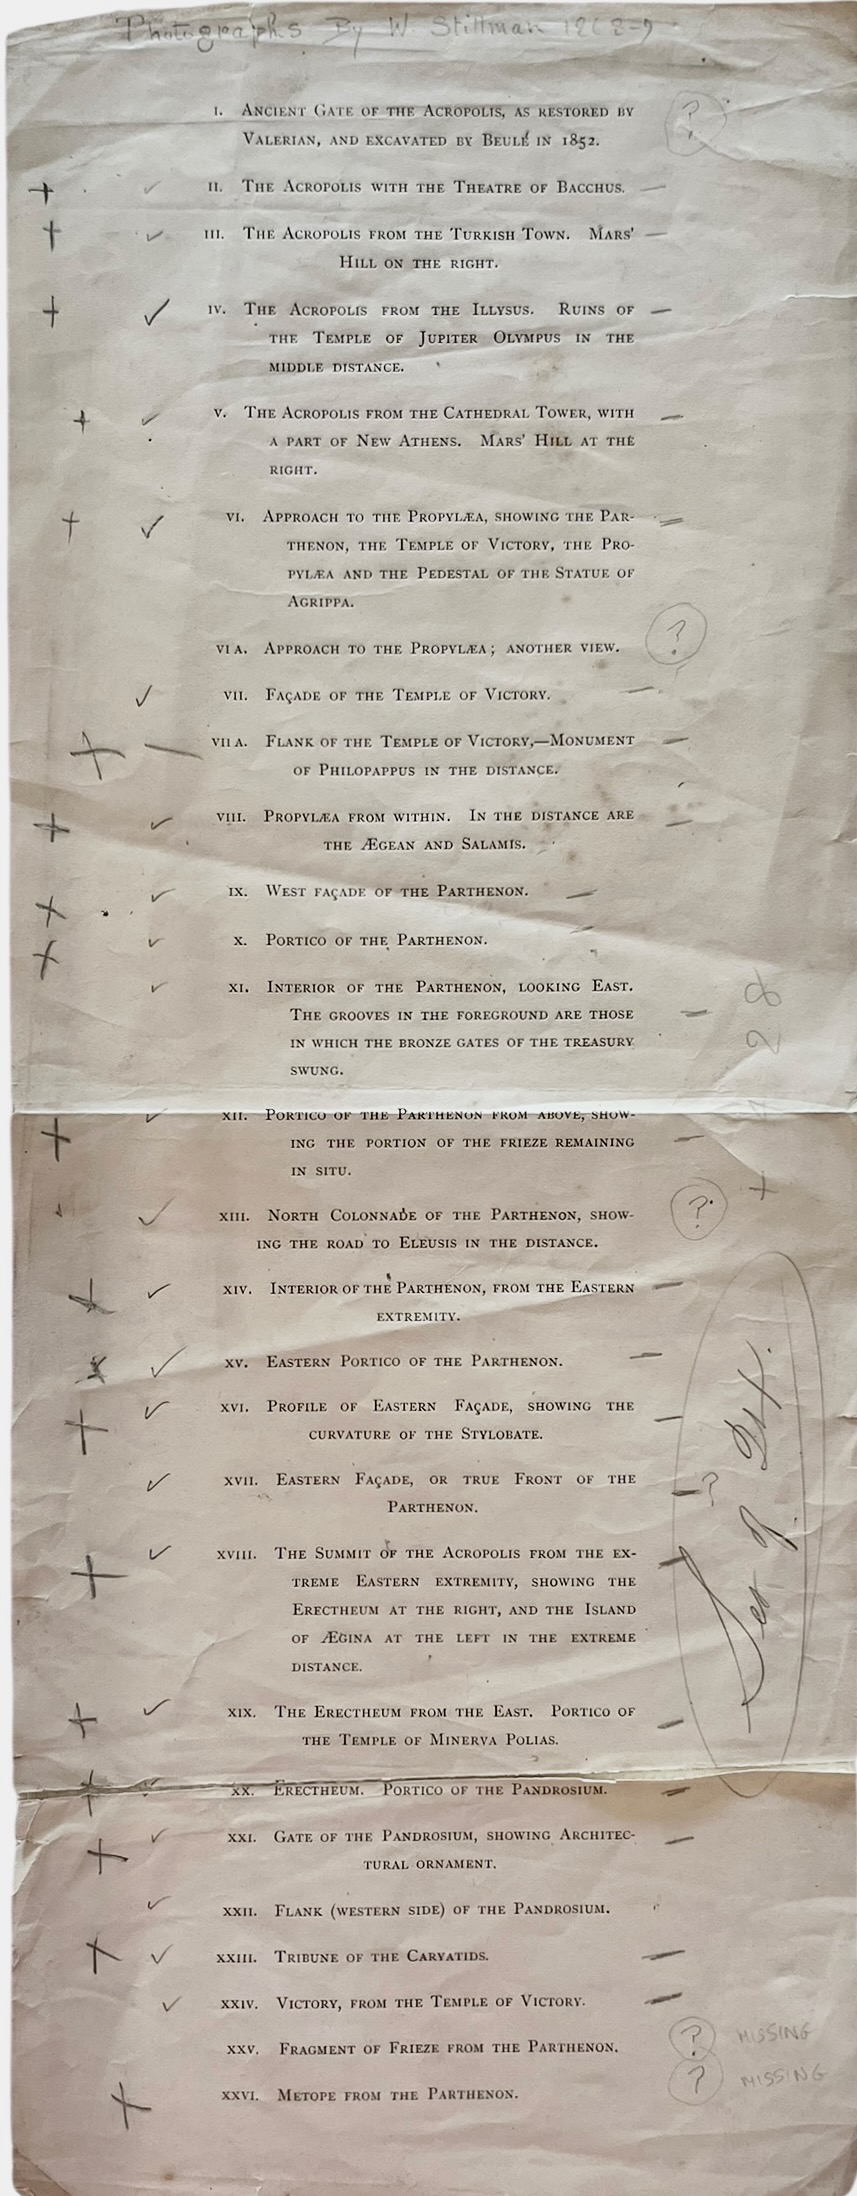 Photographs By W. Stillman 1868-9
I. ANCIENT GATE OF THE ACROPOLIS, AS RESTORED BY
VALERIAN, AND EXCAVATED BY BEULÉ IN 1852.
?
II. THE ACROPOLIS WITH THE THEATRE OF BACCHUS.
III. THE ACROPOLIS FROM THE TURKISH TOWN. MARS'
HILL ON THE RIGHT.
IV. THE ACROPOLIS FROM THE ILLYSUS. RUINS OF
THE TEMPLE OF JUPITER OLYMPUS IN THE
MIDDLE DISTANCE.
V. THE ACROPOLIS FROM THE CATHEDRAL TOWER, WITH
A PART OF NEW ATHENS. MARS' HILL AT THE
RIGHT.
VI. APPROACH TO THE PROPYLÆA, SHOWING THE PAR-
THENON, THE TEMPLE OF VICTORY, THE PRO-
PYLÆA AND THE PEDESTAL OF THE STATUE OF
AGRIPPA.
VI A. APPROACH TO THE PROPYLÆA; ANOTHER VIEW.
?
VII. FAÇADE OF THE TEMPLE OF VICTORY.
VII A. FLANK OF THE TEMPLE OF VICTORY,—MONUMENT
OF PHILOPAPPUS IN THE DISTANCE.
VIII. PROPYLÆA FROM WITHIN. IN THE DISTANCE ARE
THE ÆGEAN AND SALAMIS.
IX. WEST FAÇADE OF THE PARTHENON.
X. PORTICO OF THE PARTHENON.
XI. INTERIOR OF THE PARTHENON, LOOKING EAST.
THE GROOVES IN THE FOREGROUND ARE THOSE
IN WHICH THE BRONZE GATES OF THE TREASURY
SWUNG.
28
XII. PORTICO OF THE PARTHENON FROM ABOVE, SHOW-
ING THE PORTION OF THE FRIEZE REMAINING
IN SITU.
XIII. NORTH COLONNADE OF THE PARTHENON, SHOW-
ING THE ROAD TO ELEUSIS IN THE DISTANCE.
?
XIV. INTERIOR OF THE PARTHENON, FROM THE EASTERN
EXTREMITY.
XV. EASTERN PORTICO OF THE PARTHENON.
XVI. PROFILE OF EASTERN FAÇADE, SHOWING THE
CURVATURE OF THE STYLOBATE.
XVII. EASTERN FAÇADE, OR TRUE FRONT OF THE
PARTHENON.
?
XVIII. THE SUMMIT OF THE ACROPOLIS FROM THE EX-
TREME EASTERN EXTREMITY, SHOWING THE
ERECTHEUM AT THE RIGHT, AND THE ISLAND
OF ÆGINA AT THE LEFT IN THE EXTREME
DISTANCE.
XIX. THE ERECTHEUM FROM THE EAST. PORTICO OF
THE TEMPLE OF MINERVA POLIAS.
XX. ERECTHEUM. PORTICO OF THE PANDROSIUM.
XXI. GATE OF THE PANDROSIUM, SHOWING ARCHITEC-
TURAL ORNAMENT.
XXII. FLANK (WESTERN SIDE) OF THE PANDROSIUM.
XXIII. TRIBUNE OF THE CARYATIDS.
XXIV. VICTORY, FROM THE TEMPLE OF VICTORY.
XXV. FRAGMENT OF FRIEZE FROM THE PARTHENON.
? MISSING
XXVI. METOPE FROM THE PARTHENON.
? MISSING